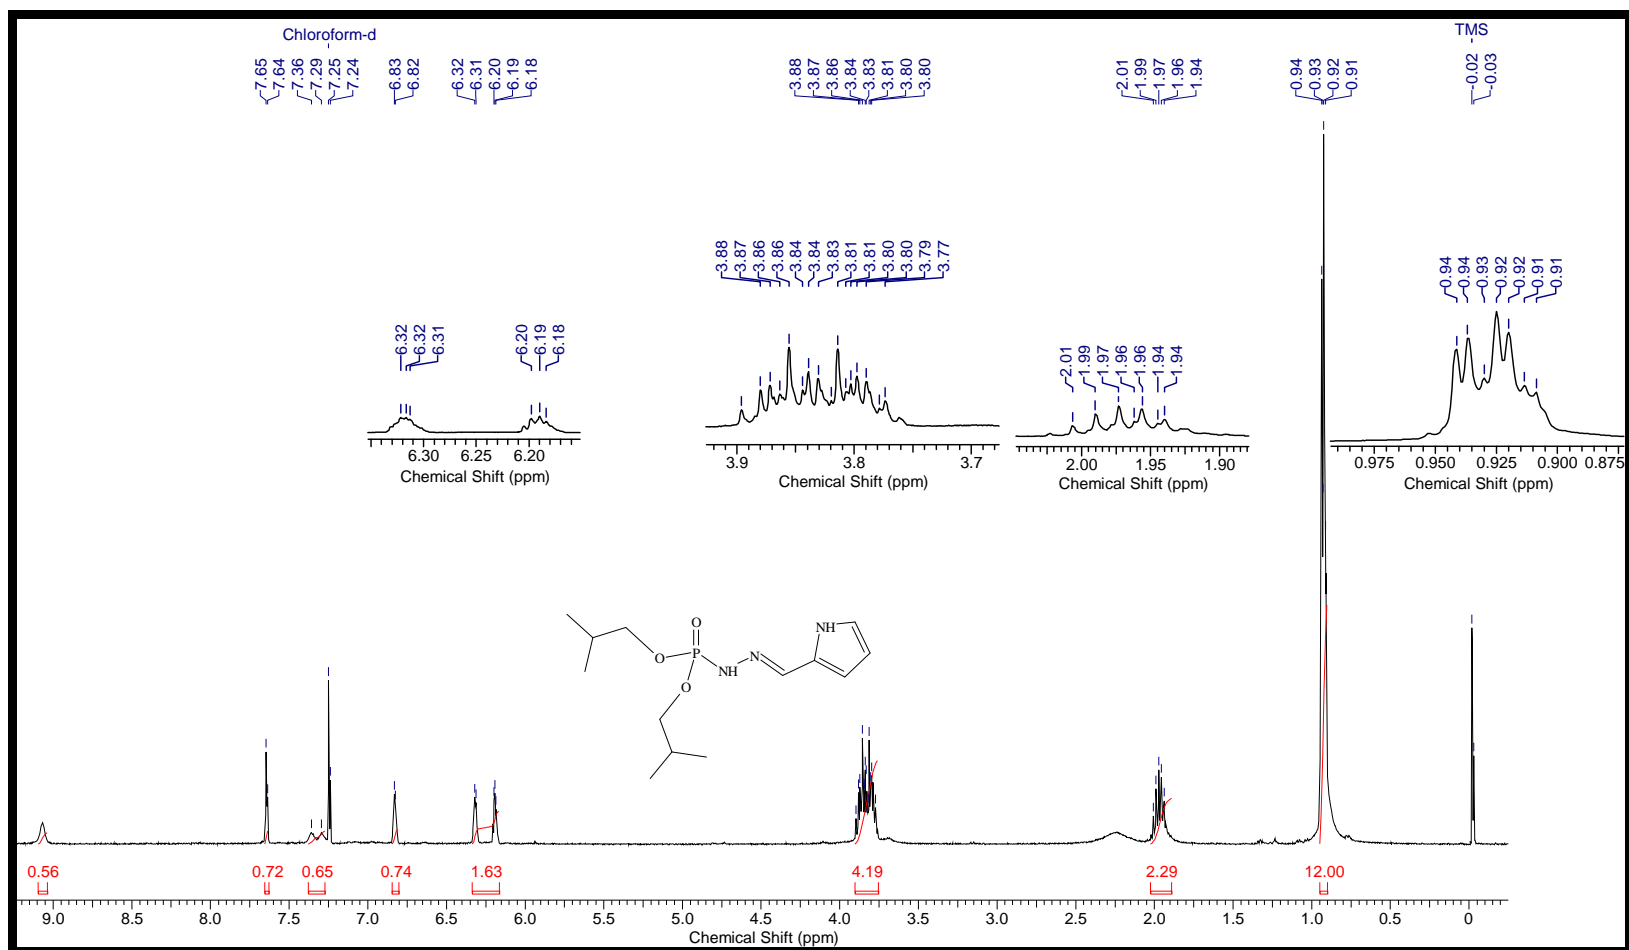 Chloroform-d
TMS
7.65 7.64 7.36 7.29 7.25 7.24 6.83 6.82 6.32 6.31 6.20 6.19 6.18 3.88 3.87 3.86 3.84 3.83 3.81 3.80 3.80 2.01 1.99 1.97 1.96 1.94 0.94 0.93 0.92 0.91 -0.02 -0.03
3.88 3.87 3.86 3.86 3.84 3.84 3.83 3.81 3.81 3.80 3.80 3.79 3.77
0.94 0.94 0.93 0.92 0.92 0.91 0.91
6.32 6.32 6.31 6.20 6.19 6.18
2.01 1.99 1.97 1.96 1.96 1.94 1.94
6.30 6.25 6.20
Chemical Shift (ppm)
3.9 3.8 3.7
Chemical Shift (ppm)
2.00 1.95 1.90
Chemical Shift (ppm)
0.975 0.950 0.925 0.900 0.875
Chemical Shift (ppm)
O
NH
O
P
N
NH
O
0.56 0.72 0.65 0.74 1.63 4.19 2.29 12.00
9.0 8.5 8.0 7.5 7.0 6.5 6.0 5.5 5.0 4.5 4.0 3.5 3.0 2.5 2.0 1.5 1.0 0.5 0
Chemical Shift (ppm)